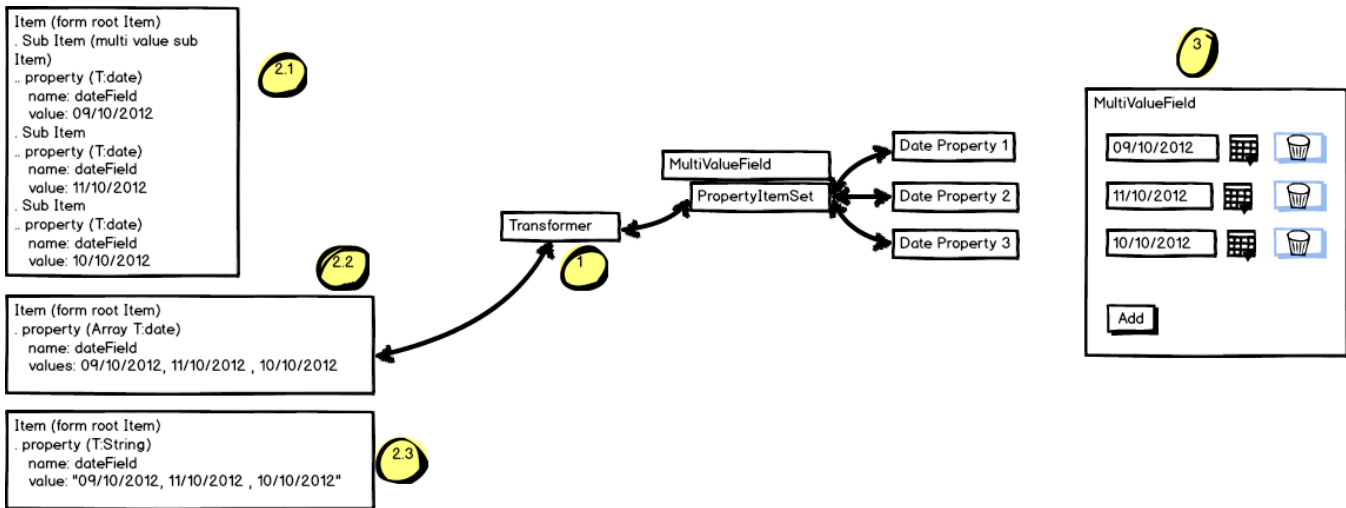 Item (form root Item)
. Sub Item (multi value sub
Item)
.. property (T:date)
name: dateField
value: 09/10/2012
. Sub Item
.. property (T:date)
name: dateField
value: 11/10/2012
. Sub Item
.. property (T:date)
name: dateField
value: 10/10/2012
2.1
2.2
Item (form root Item)
. property (Array T:date)
name: dateField
values: 09/10/2012, 11/10/2012 , 10/10/2012
Item (form root Item)
. property (T:String)
name: dateField
value: "09/10/2012, 11/10/2012 , 10/10/2012"
2.3
Transformer
1
MultiValueField
PropertyItemSet
Date Property 1
Date Property 2
Date Property 3
3
MultiValueField
09/10/2012
11/10/2012
10/10/2012
Add